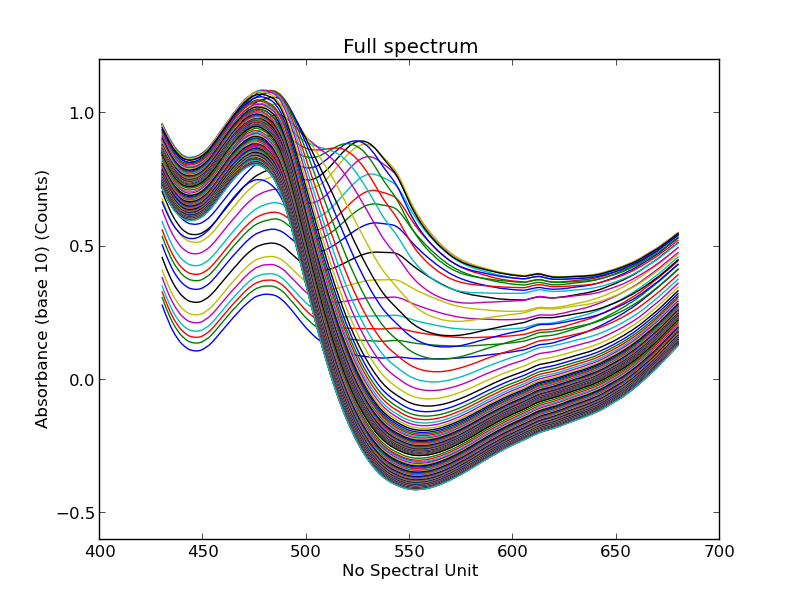 Full spectrum
Absorbance (base 10) (Counts)
1.0
0.5
0.0
−0.5
400 450 500 550 600 650 700
No Spectral Unit